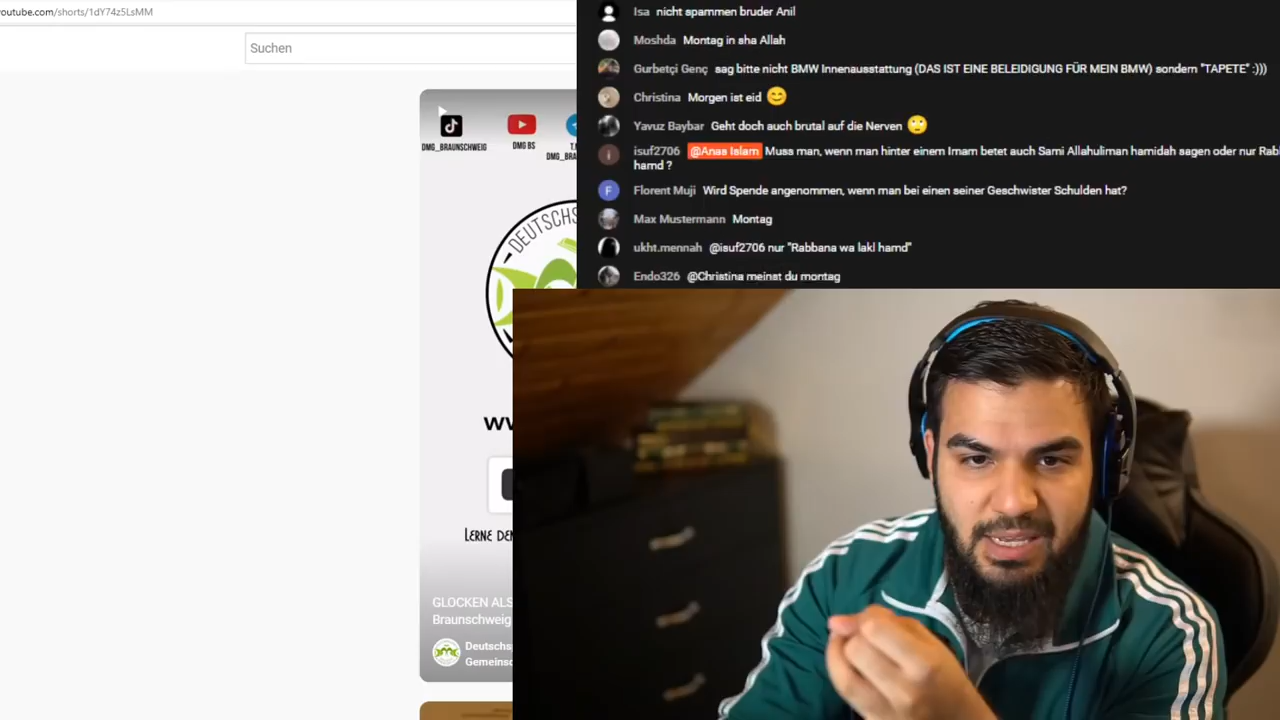 youtube.com/shorts/1dY74z5LsMM
Suchen
DMG_BRAUNSCHWEIG
DMG BS
DEUTSCHS
GLOCKEN ALS
Braunschweig
Deutschs
Gemeinsc
Isa nicht spammen bruder Anil
Moshda Montag in sha Allah
Gurbetçi Genç sag bitte nicht BMW Innenausstattung (DAS IST EINE BELEIDIGUNG FÜR MEIN BMW) sondern "TAPETE" :)))
Christina Morgen ist eid 😊
Yavuz Baybar Geht doch auch brutal auf die Nerven 🙄
isuf2706 @Anas Islam Muss man, wenn man hinter einem Imam betet auch Sami Allahuliman hamidah sagen oder nur Rab
hamd ?
Florent Muji Wird Spende angenommen, wenn man bei einen seiner Geschwister Schulden hat?
Max Mustermann Montag
ukht.mennah @isuf2706 nur "Rabbana wa lakl hamd"
Endo326 @Christina meinst du montag